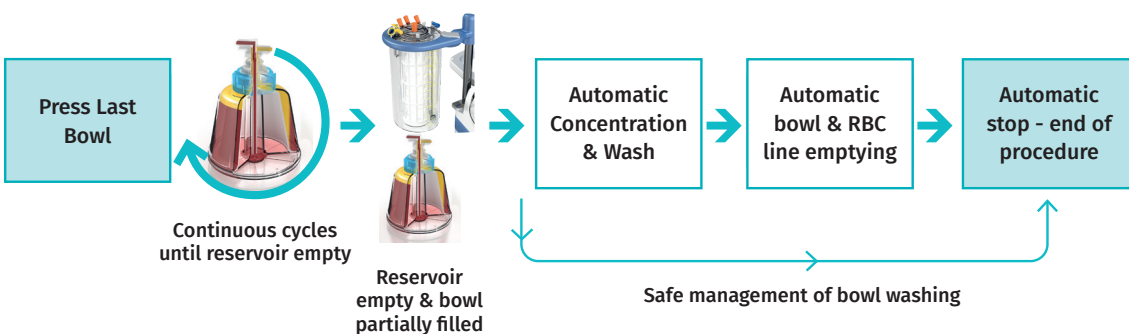 Press Last
Bowl
Continuous cycles
until reservoir empty
Reservoir
empty & bowl
partially filled
Automatic
Concentration
& Wash
Automatic
bowl & RBC
line emptying
Automatic
stop - end of
procedure
Safe management of bowl washing